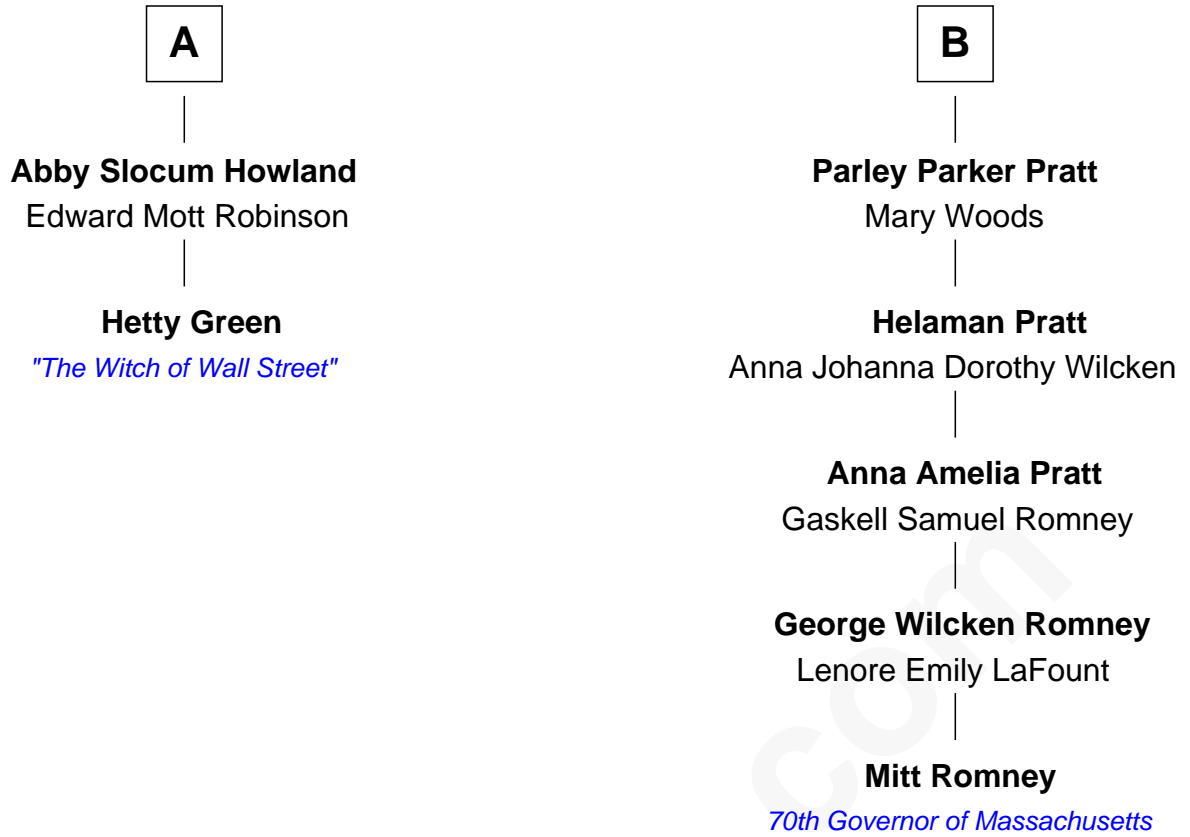 A
Abby Slocum Howland
Edward Mott Robinson
Hetty Green
"The Witch of Wall Street"
B
Parley Parker Pratt
Mary Woods
Helaman Pratt
Anna Johanna Dorothy Wilcken
Anna Amelia Pratt
Gaskell Samuel Romney
George Wilcken Romney
Lenore Emily LaFount
Mitt Romney
70th Governor of Massachusetts
com